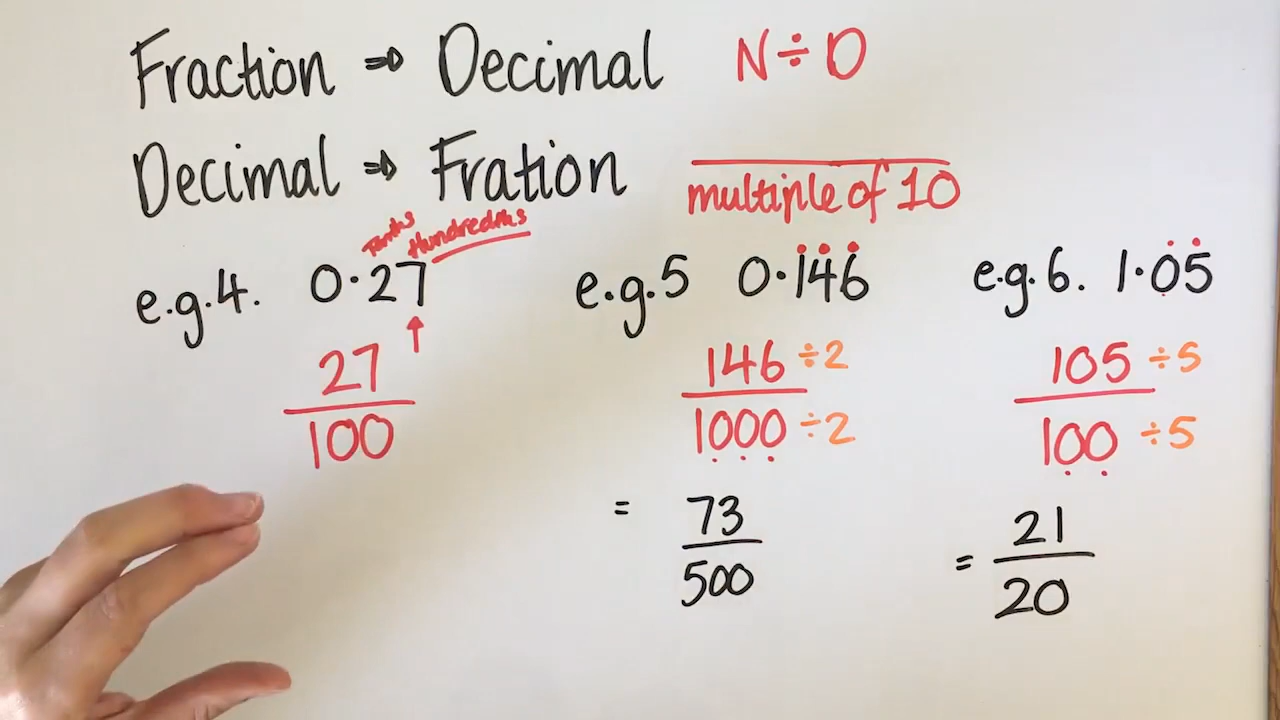 Fraction ⇒ Decimal N÷D
Decimal ⇒ Fration
multiple of 10
Tenths
Hundredths
e.g.4. 0.27
27
100
e.g.5 0.146
146 ÷2
1000 ÷2
= 73
500
e.g.6. 1.05
105 ÷5
100 ÷5
= 21
20